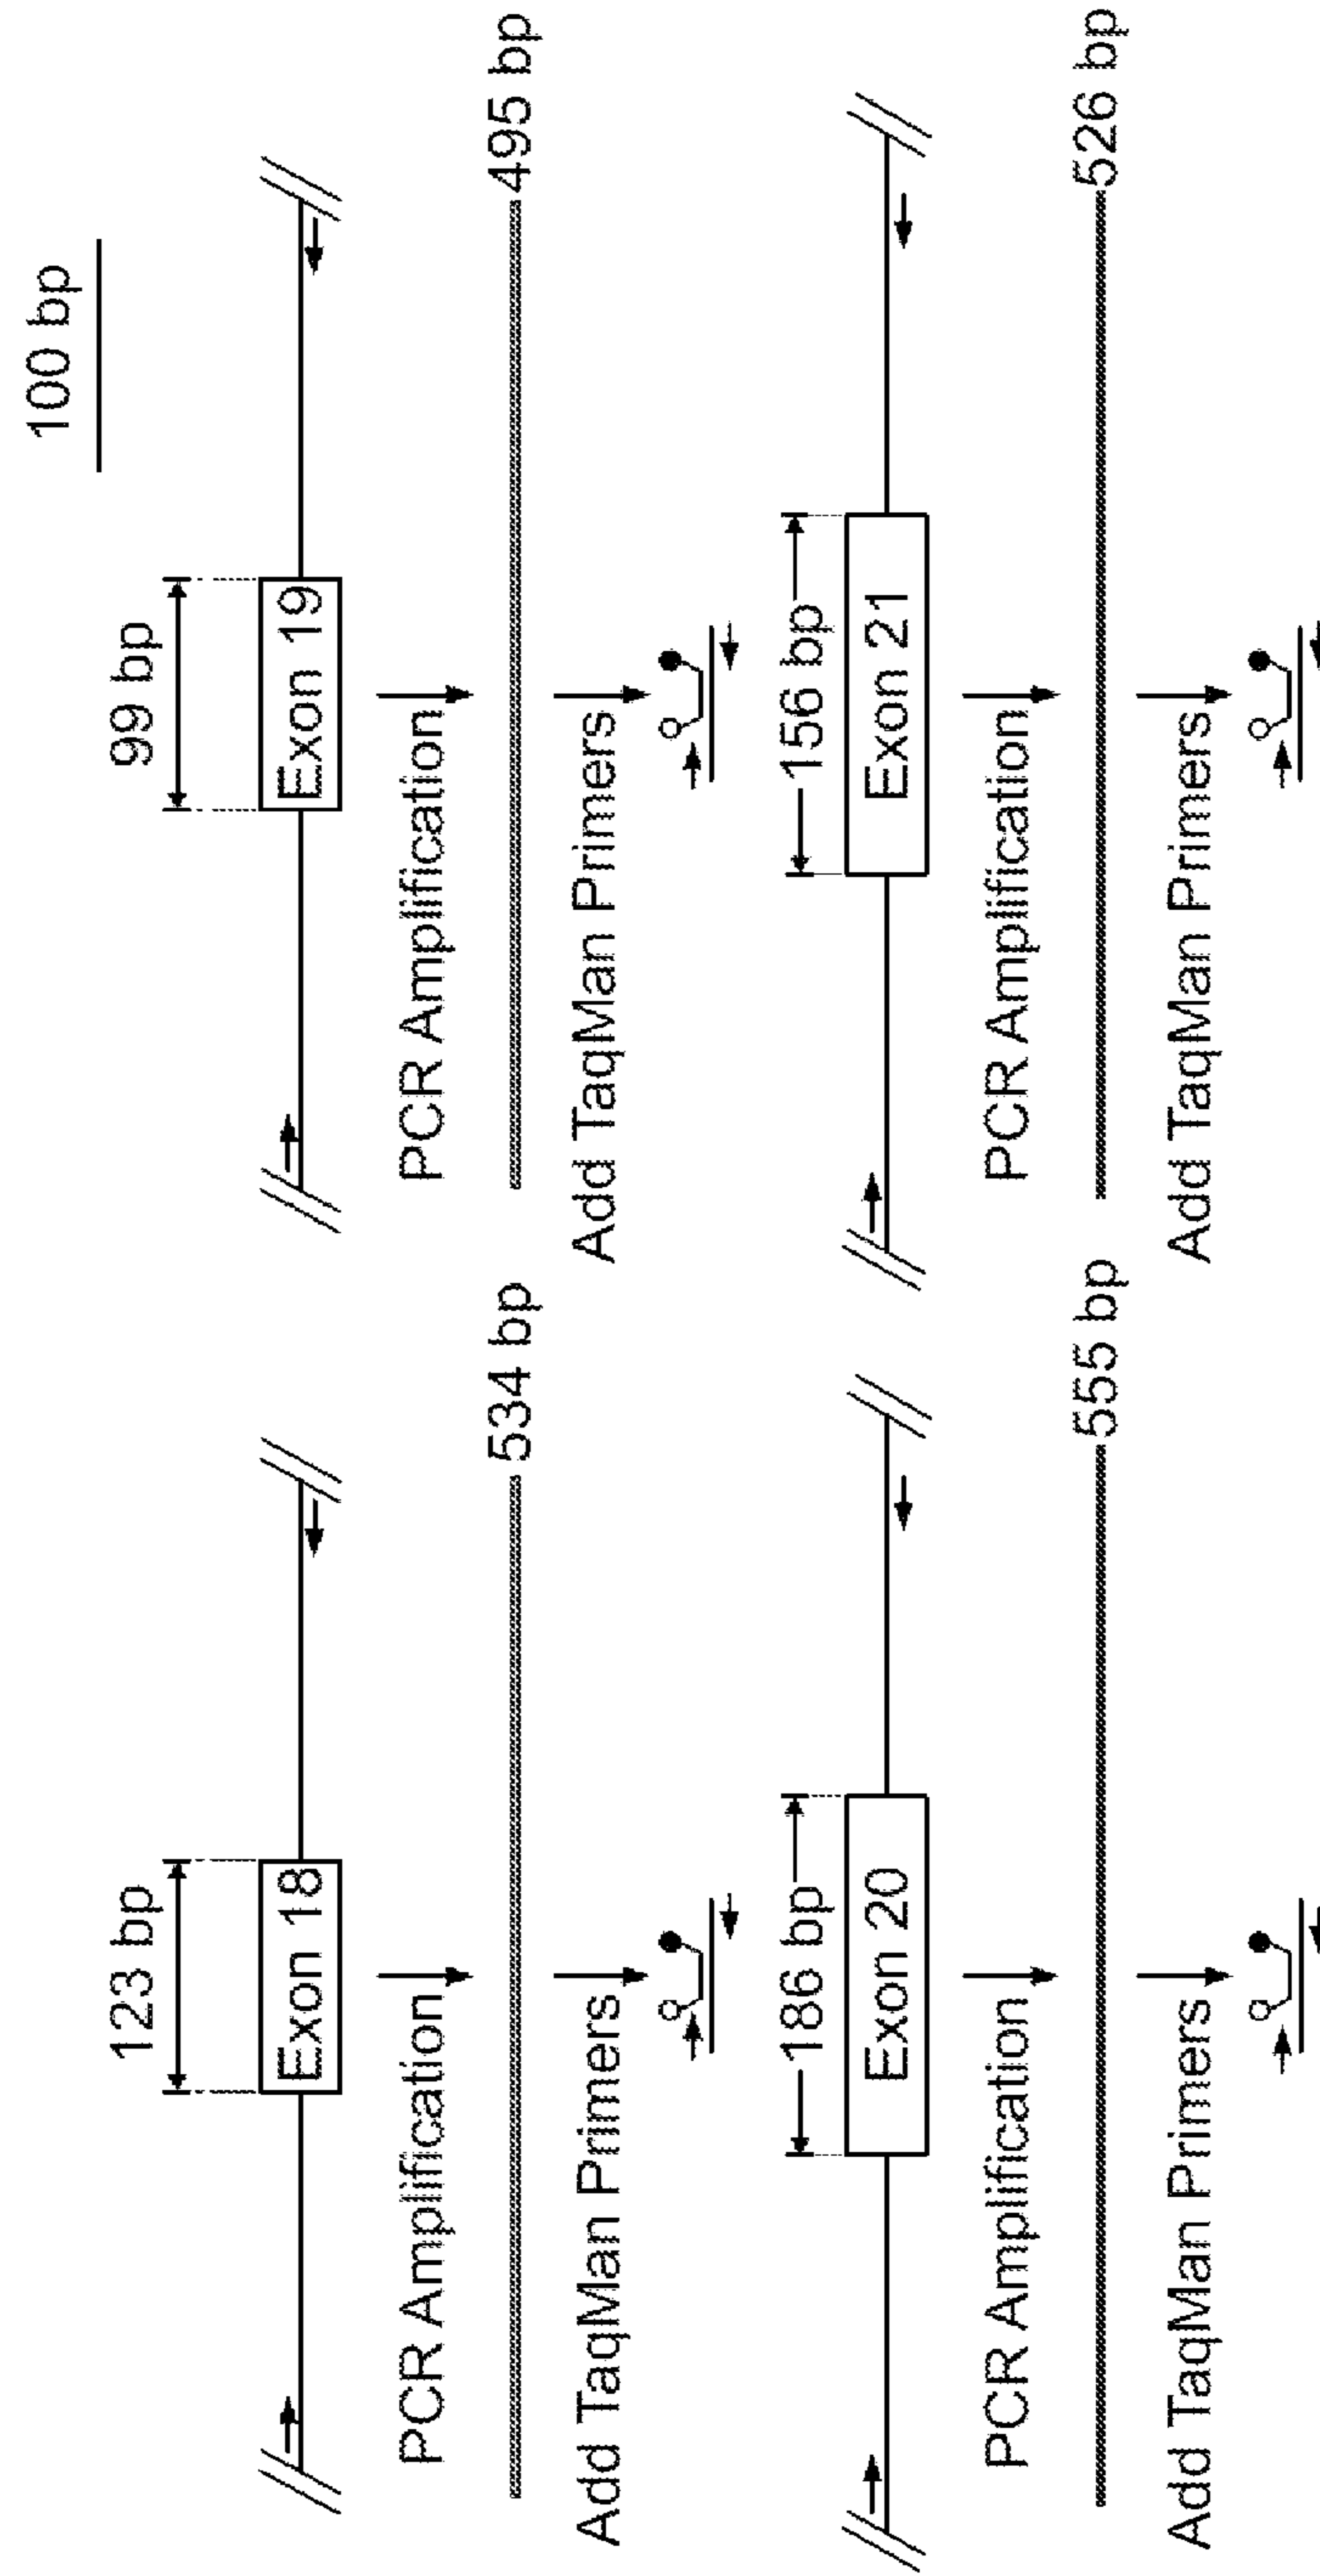 100 bp
123 bp
99 bp
Exon 18
Exon 19
PCR Amplification
PCR Amplification
534 bp
495 bp
Add TaqMan Primers
Add TaqMan Primers
186 bp
156 bp
Exon 20
Exon 21
PCR Amplification
PCR Amplification
555 bp
526 bp
Add TaqMan Primers
Add TaqMan Primers